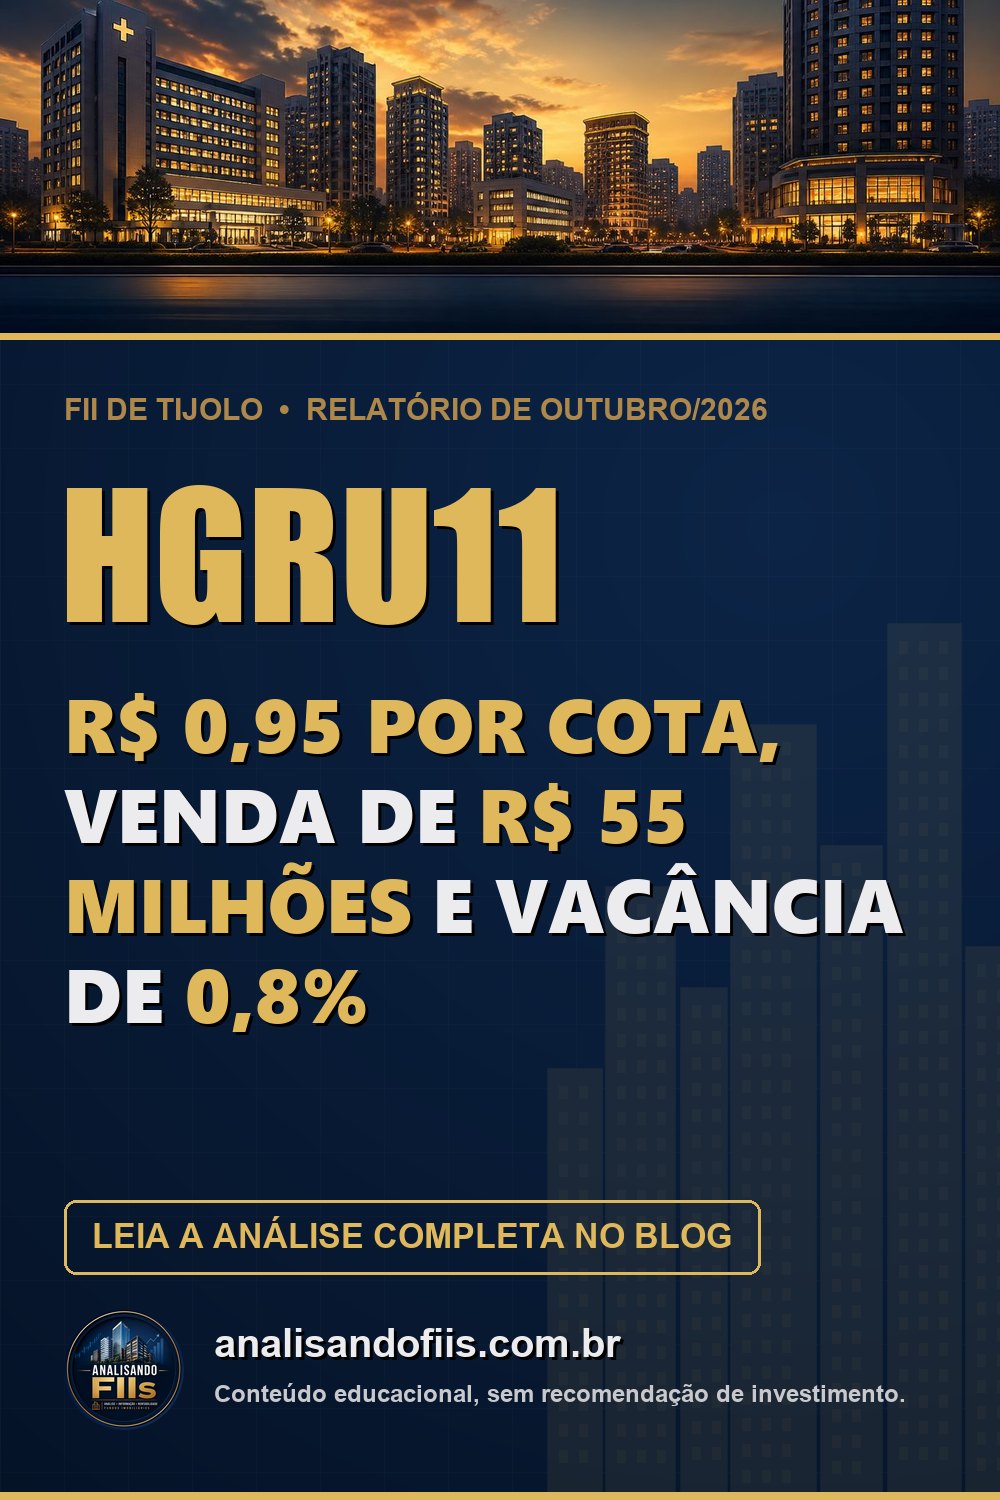 FII DE TIJOLO • RELATÓRIO DE OUTUBRO/2026
HGRU11
R$ 0,95 POR COTA,
VENDA DE R$ 55
MILHÕES E VACÂNCIA
DE 0,8%
LEIA A ANÁLISE COMPLETA NO BLOG
ANALISANDO
FIIs
analisandofiis.com.br
Conteúdo educacional, sem recomendação de investimento.